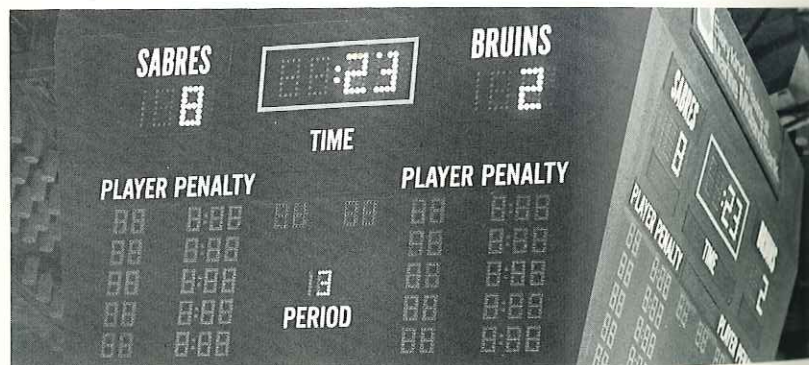 SABRES :23 BRUINS
8 2
TIME
PLAYER PENALTY PLAYER PENALTY
3
PERIOD
SABRES
8
:23
2
PLAYER PENALTY
TIME